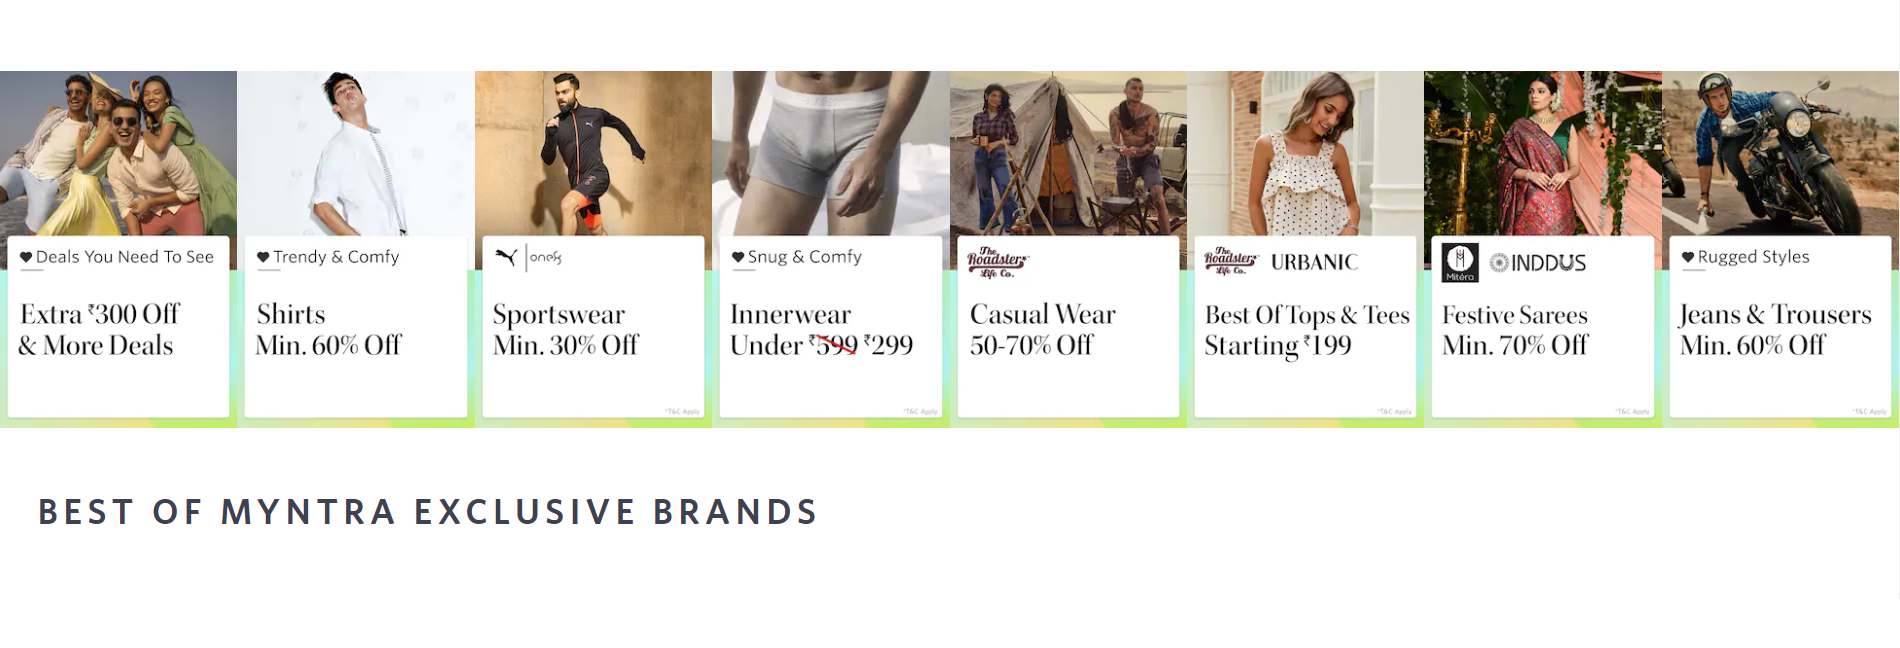 Deals You Need To See
Extra ₹300 Off
& More Deals
Trendy & Comfy
Shirts
Min. 60% Off
one8
Sportswear
Min. 30% Off
*T&C Apply
Snug & Comfy
Innerwear
Under ₹599 ₹299
*T&C Apply
The
Roadster
Life Co.
Casual Wear
50-70% Off
The
Roadster
Life Co.
URBANIC
Best Of Tops & Tees
Starting ₹199
*T&C Apply
Mitéra
INDDUS
Festive Sarees
Min. 70% Off
*T&C Apply
Rugged Styles
Jeans & Trousers
Min. 60% Off
*T&C Apply
BEST OF MYNTRA EXCLUSIVE BRANDS